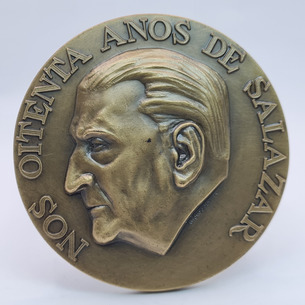 NOS OITENTA ANOS DE SALAZAR